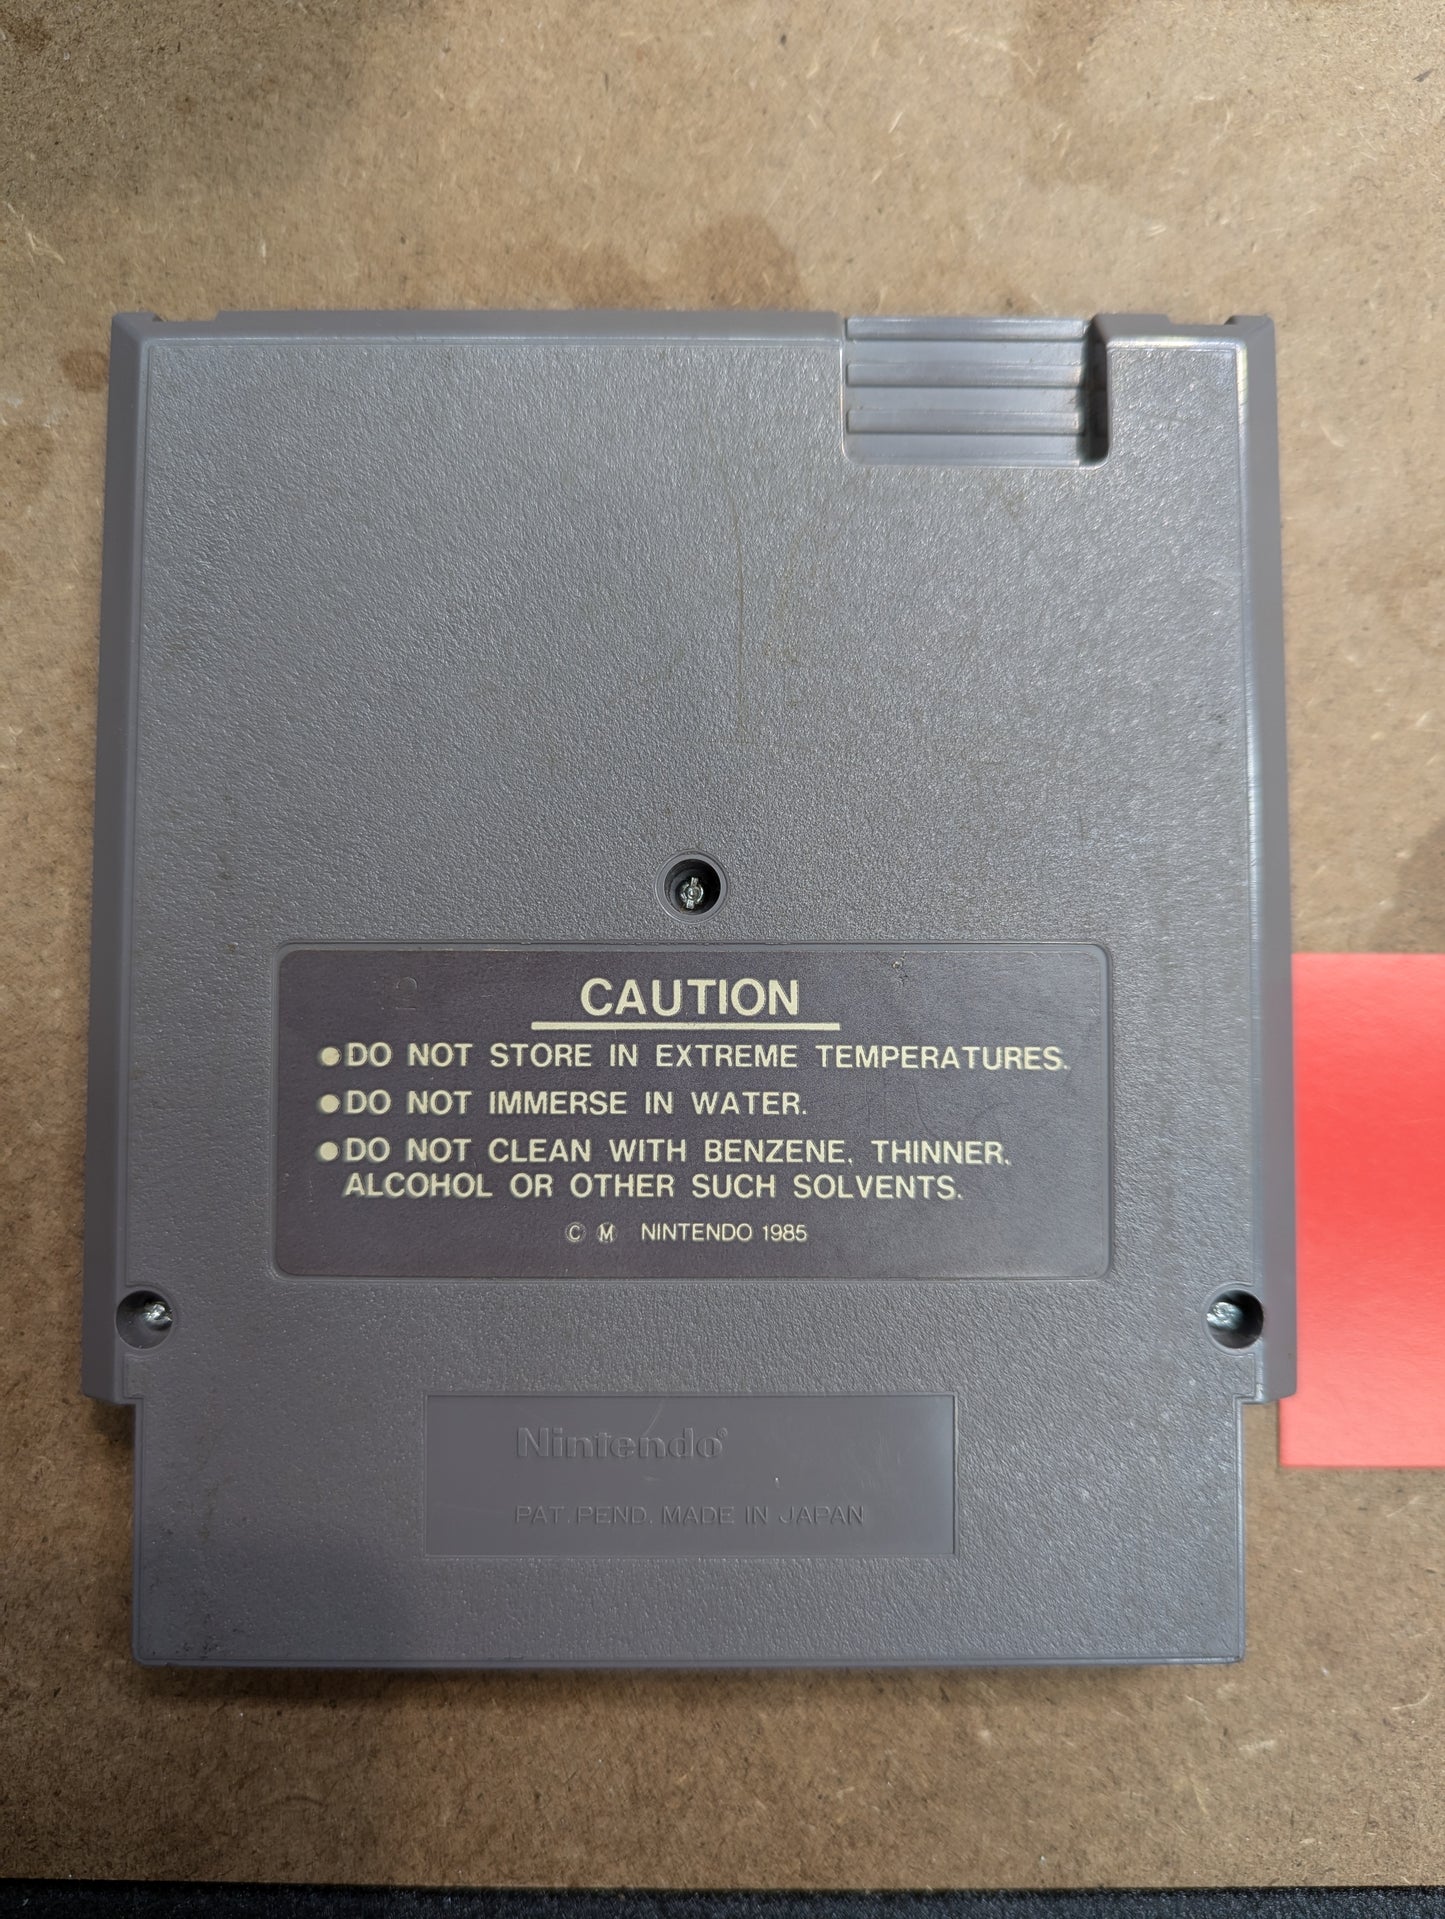 CAUTION
●DO NOT STORE IN EXTREME TEMPERATURES.
●DO NOT IMMERSE IN WATER.
●DO NOT CLEAN WITH BENZENE, THINNER,
ALCOHOL OR OTHER SUCH SOLVENTS.
Ⓒ Ⓜ NINTENDO 1985
Nintendo®
PAT. PEND. MADE IN JAPAN